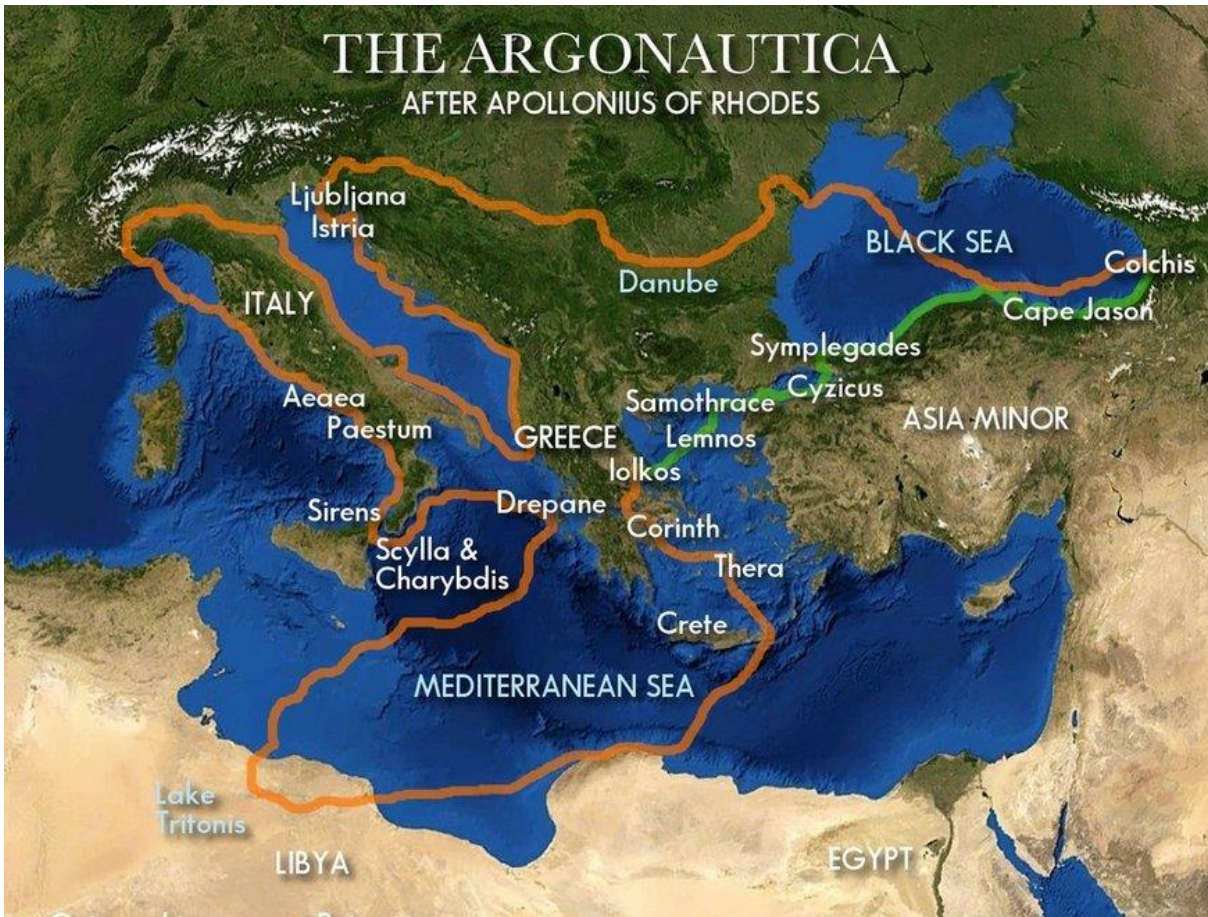 THE ARGONAUTICA
AFTER APOLLONIUS OF RHODES
Ljubljana
Istria
BLACK SEA
Colchis
Danube
ITALY
Cape Jason
Symplegades
Cyzicus
Aeaea
Samothrace
ASIA MINOR
Paestum
GREECE
Lemnos
Iolkos
Sirens
Drepane
Corinth
Scylla &
Charybdis
Thera
Crete
MEDITERRANEAN SEA
Lake
Tritonis
LIBYA
EGYPT